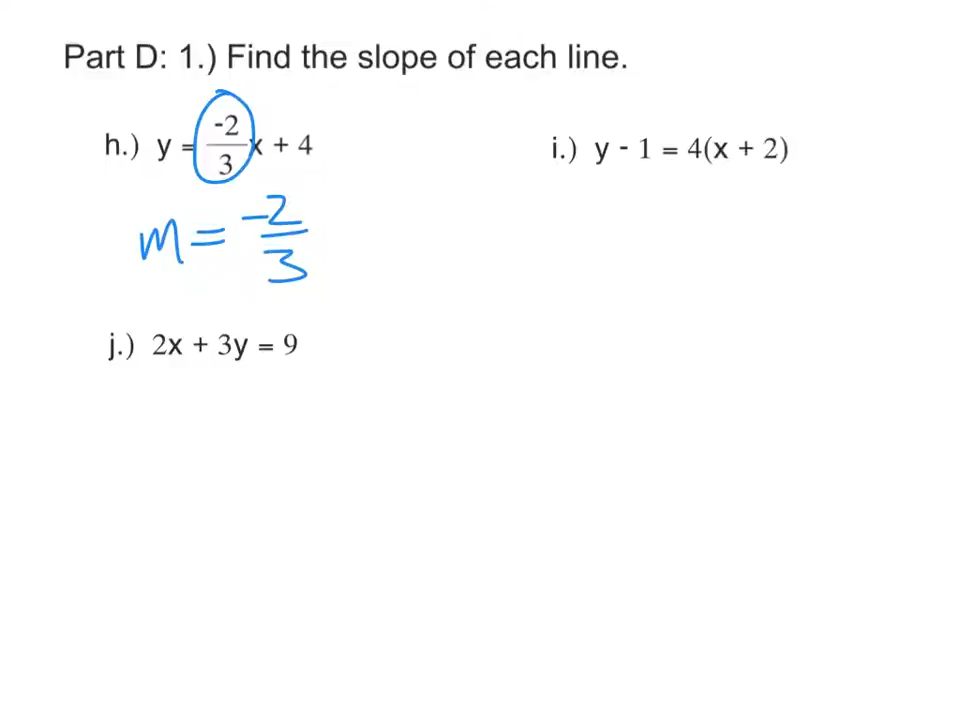 Part D: 1.) Find the slope of each line.
h.) y = -2/3 x + 4
i.) y - 1 = 4(x + 2)
m = -2/3
j.) 2x + 3y = 9